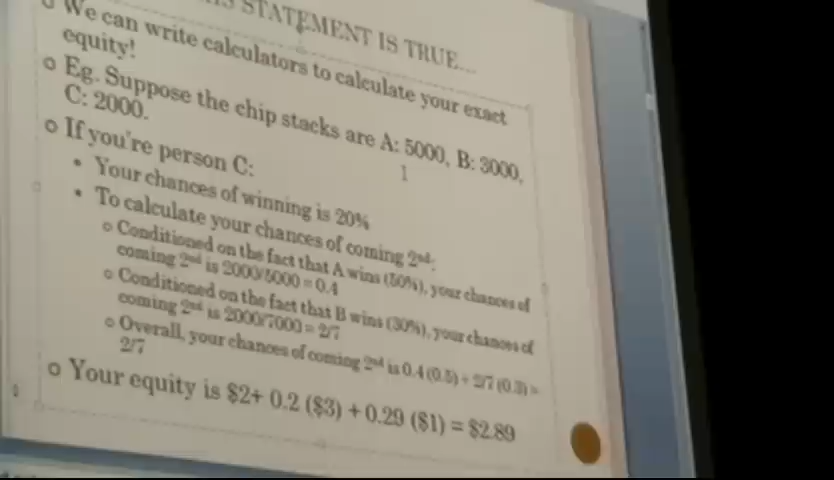 STATEMENT IS TRUE...
We can write calculators to calculate your exact
equity!
Eg. Suppose the chip stacks are A: 5000, B: 3000,
C: 2000.
If you're person C:
Your chances of winning is 20%
To calculate your chances of coming 2nd:
Conditioned on the fact that A wins (50%), your chances of
coming 2nd is 2000/5000 = 0.4
Conditioned on the fact that B wins (30%), your chances of
coming 2nd is 2000/7000 = 2/7
Overall, your chances of coming 2nd is 0.4 (0.5) + 2/7 (0.3) =
2/7
Your equity is $2+ 0.2 ($3) + 0.29 ($1) = $2.89